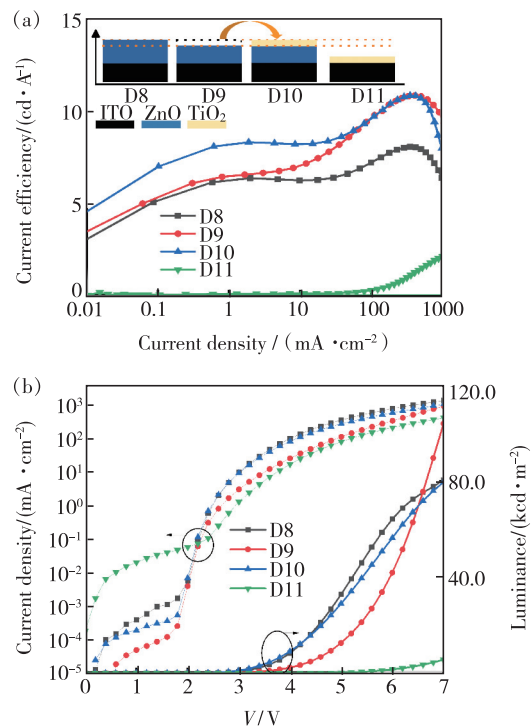 (a)
15
10
5
0
Current efficiency/(cd·A⁻¹)
D8 D9 D10 D11
ITO ZnO TiO₂
D8
D9
D10
D11
0.01 0.1 1 10 100 1000
Current density / (mA·cm⁻²)
(b)
10³
10²
10¹
10⁰
10⁻¹
10⁻²
10⁻³
10⁻⁴
10⁻⁵
Current density/(mA·cm⁻²)
D8
D9
D10
D11
120.0
80.0
40.0
Luminance/(kcd·m⁻²)
0 1 2 3 4 5 6 7
V/V